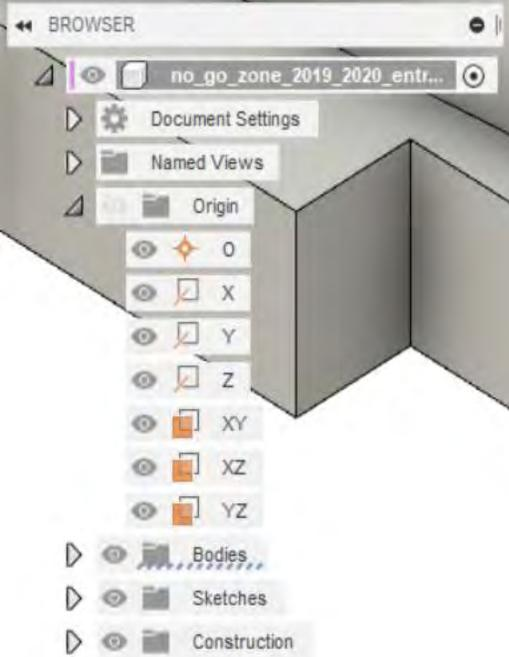 BROWSER
no_go_zone_2019_2020_entr...
Document Settings
Named Views
Origin
O
X
Y
Z
XY
XZ
YZ
Bodies
Sketches
Construction